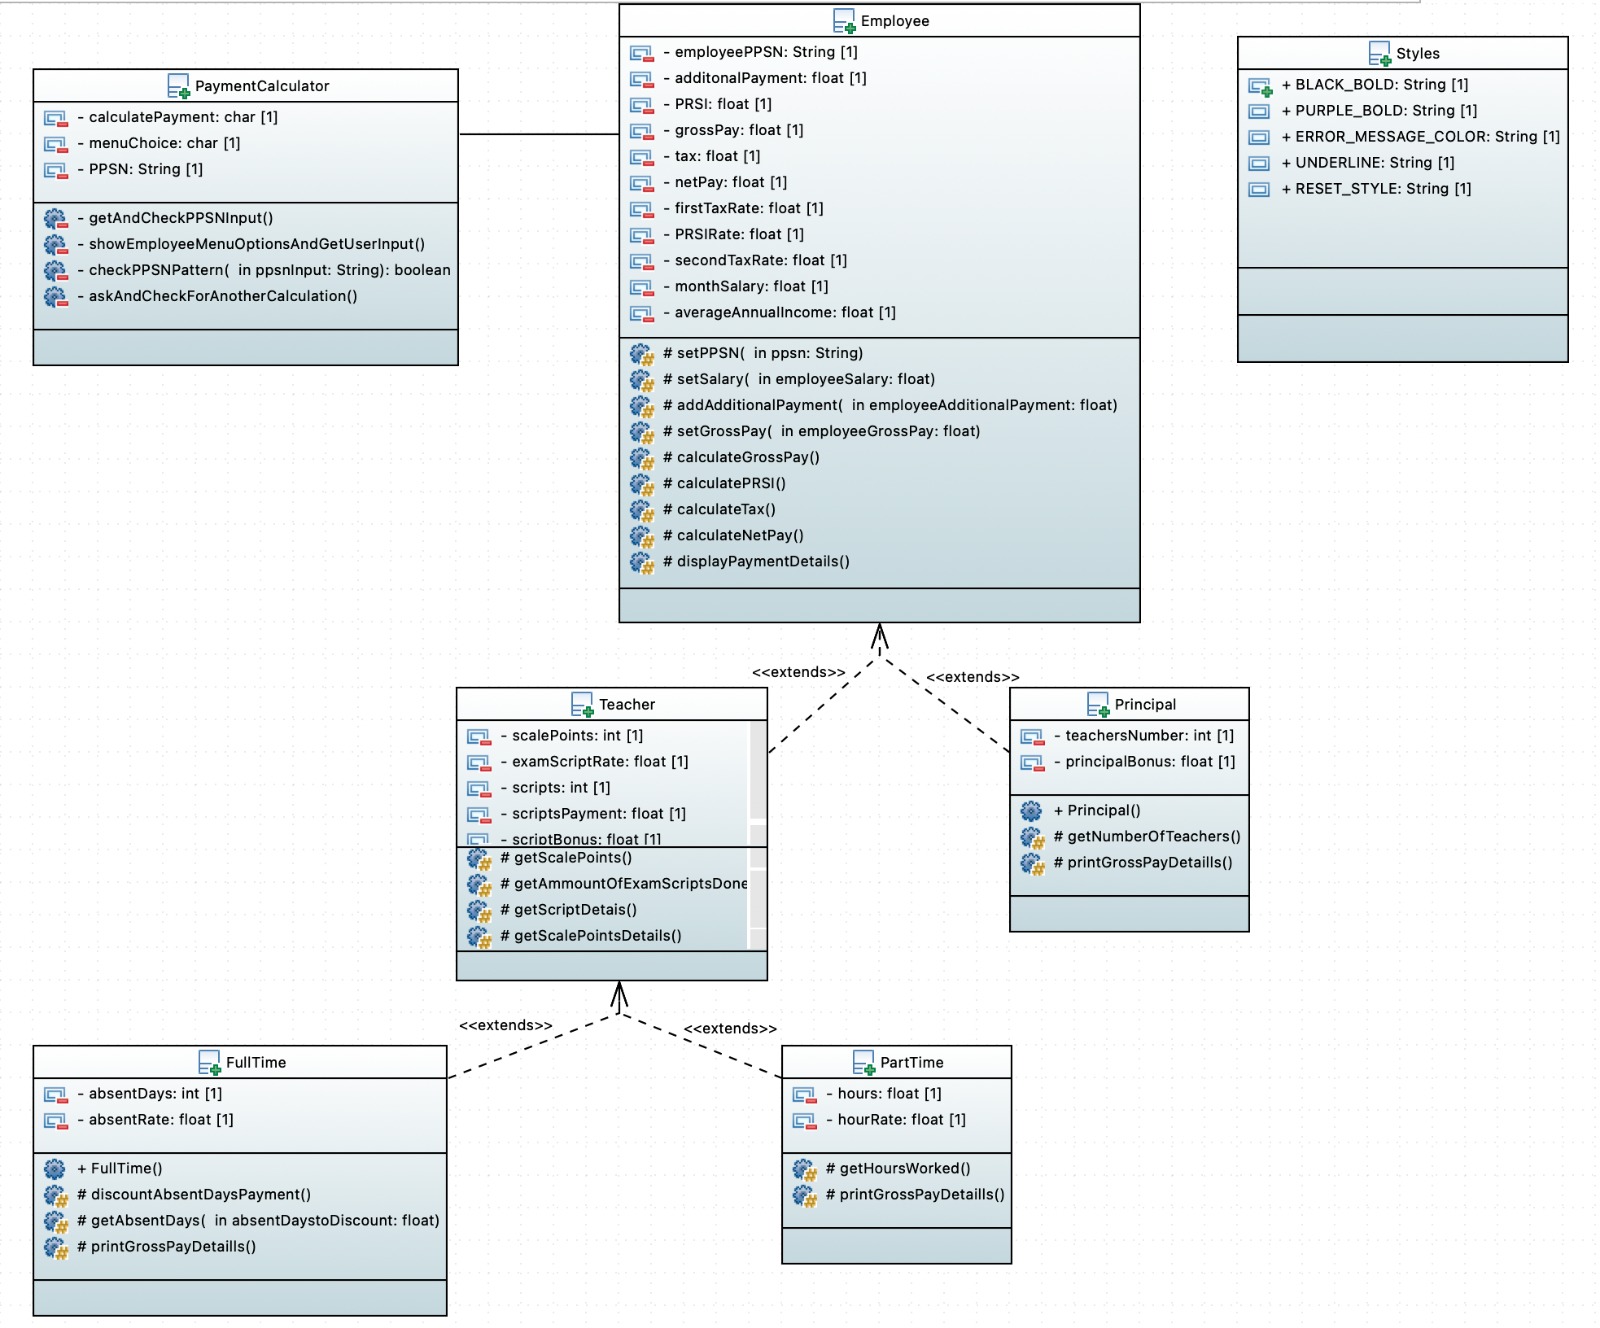 PaymentCalculator
- calculatePayment: char [1]
- menuChoice: char [1]
- PPSN: String [1]
- getAndCheckPPSNInput()
- showEmployeeMenuOptionsAndGetUserInput()
- checkPPSNPattern(  in ppsnInput: String): boolean
- askAndCheckForAnotherCalculation()
Employee
- employeePPSN: String [1]
- additonalPayment: float [1]
- PRSI: float [1]
- grossPay: float [1]
- tax: float [1]
- netPay: float [1]
- firstTaxRate: float [1]
- PRSIRate: float [1]
- secondTaxRate: float [1]
- monthSalary: float [1]
- averageAnnualIncome: float [1]
# setPPSN(  in ppsn: String)
# setSalary(  in employeeSalary: float)
# addAdditionalPayment(  in employeeAdditionalPayment: float)
# setGrossPay(  in employeeGrossPay: float)
# calculateGrossPay()
# calculatePRSI()
# calculateTax()
# calculateNetPay()
# displayPaymentDetails()
Styles
+ BLACK_BOLD: String [1]
+ PURPLE_BOLD: String [1]
+ ERROR_MESSAGE_COLOR: String [1]
+ UNDERLINE: String [1]
+ RESET_STYLE: String [1]
<<extends>>
<<extends>>
Teacher
- scalePoints: int [1]
- examScriptRate: float [1]
- scripts: int [1]
- scriptsPayment: float [1]
- scriptBonus: float [1]
# getScalePoints()
# getAmmountOfExamScriptsDone
# getScriptDetais()
# getScalePointsDetails()
Principal
- teachersNumber: int [1]
- principalBonus: float [1]
+ Principal()
# getNumberOfTeachers()
# printGrossPayDetaills()
<<extends>>
<<extends>>
FullTime
- absentDays: int [1]
- absentRate: float [1]
+ FullTime()
# discountAbsentDaysPayment()
# getAbsentDays(  in absentDaystoDiscount: float)
# printGrossPayDetaills()
PartTime
- hours: float [1]
- hourRate: float [1]
# getHoursWorked()
# printGrossPayDetaills()